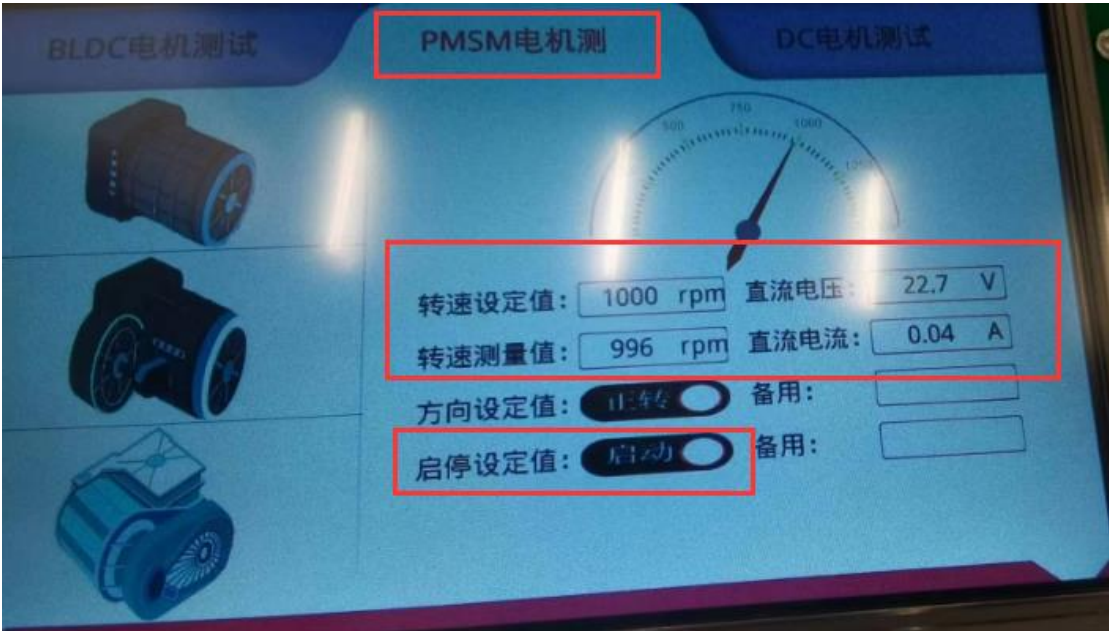 BLDC电机测试
PMSM电机测
DC电机测试
500
750
1000
转速设定值: 1000 rpm 直流电压: 22.7 V
转速测量值: 996 rpm 直流电流: 0.04 A
方向设定值: 正转 备用:
启停设定值: 启动 备用: